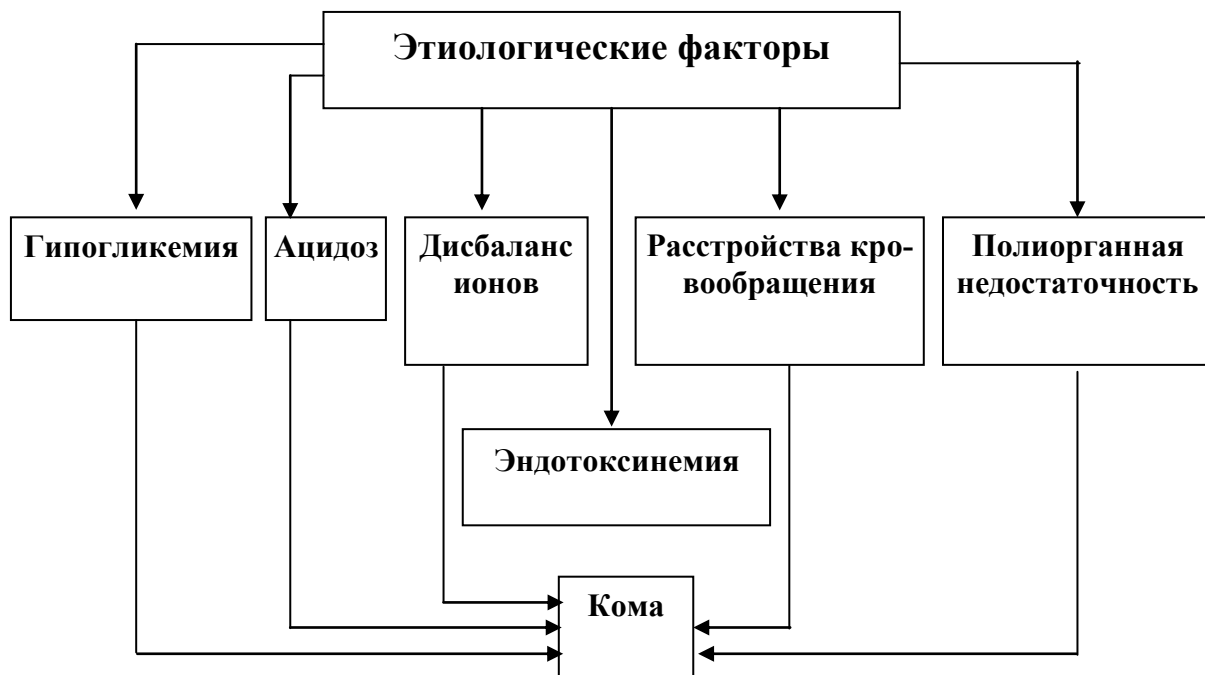 Этиологические факторы
Гипогликемия
Ацидоз
Дисбаланс
ионов
Расстройства кро-
вообращения
Полиорганная
недостаточность
Эндотоксинемия
Кома